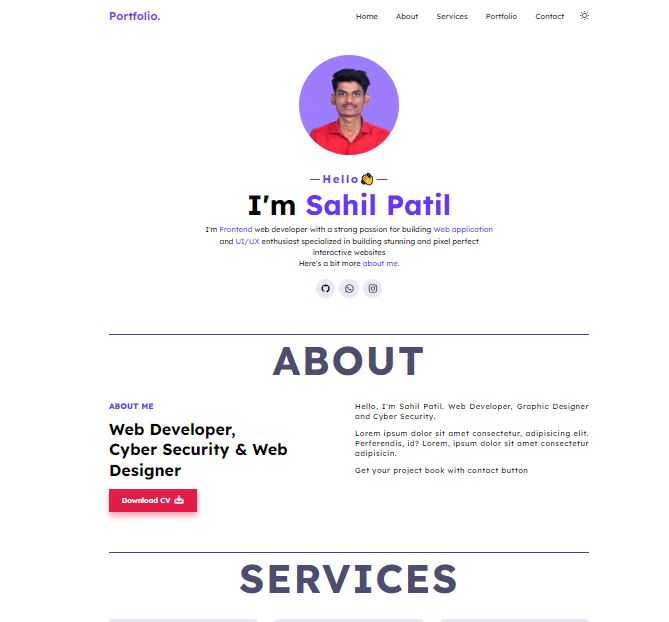 Portfolio.
Home About Services Portfolio Contact
Hello
I'm Sahil Patil
I'm Frontend web developer with a strong passion for building Web application
and UI/UX enthusiast specialized in building stunning and pixel perfect
interactive websites
Here's a bit more about me.
ABOUT
ABOUT ME
Web Developer,
Cyber Security & Web
Designer
Download CV
Hello, I'm Sahil Patil. Web Developer, Graphic Designer
and Cyber Security.
Lorem ipsum dolor sit amet consectetur, adipisicing elit.
Perferendis, id? Lorem, ipsum dolor sit amet consectetur
adipisicin.
Get your project book with contact button
SERVICES